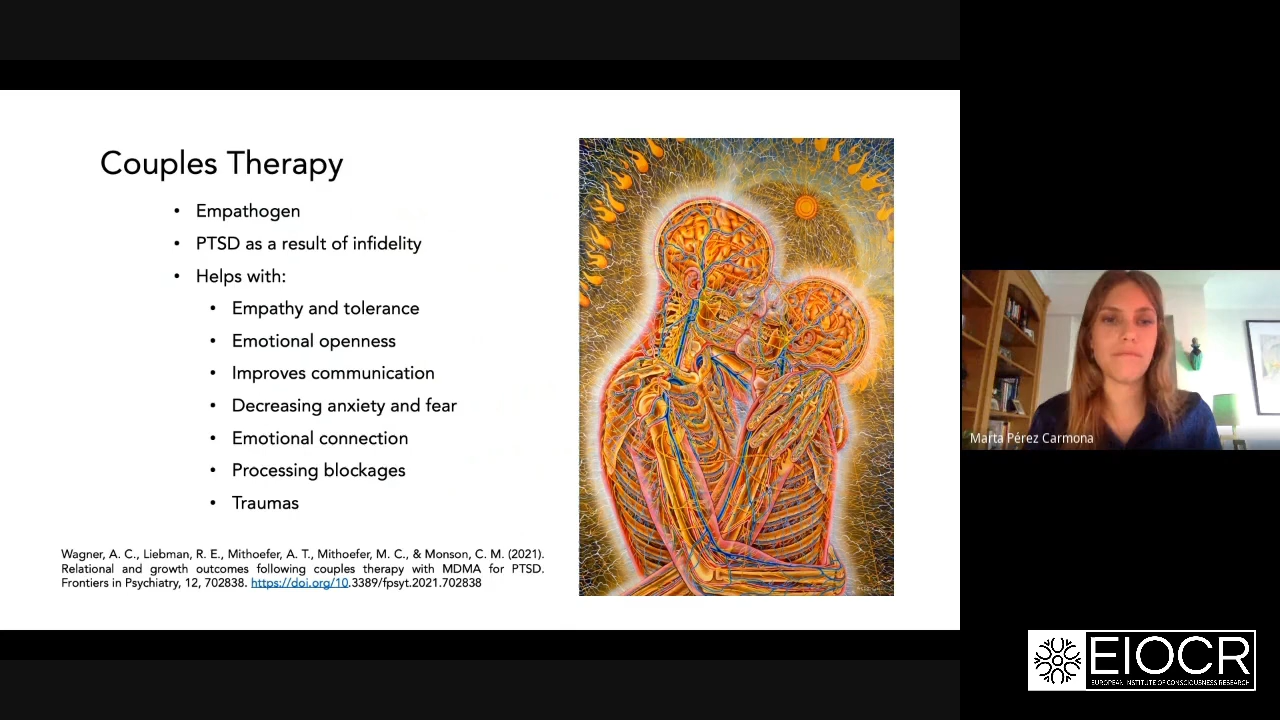 Couples Therapy
• Empathogen
• PTSD as a result of infidelity
• Helps with:
• Empathy and tolerance
• Emotional openness
• Improves communication
• Decreasing anxiety and fear
• Emotional connection
• Processing blockages
• Traumas
Wagner, A. C., Liebman, R. E., Mithoefer, A. T., Mithoefer, M. C., & Monson, C. M. (2021).
Relational and growth outcomes following couples therapy with MDMA for PTSD.
Frontiers in Psychiatry, 12, 702838. https://doi.org/10.3389/fpsyt.2021.702838
Marta Pérez Carmona
EIOCR
EUROPEAN INSTITUTE OF CONSCIOUSNESS RESEARCH